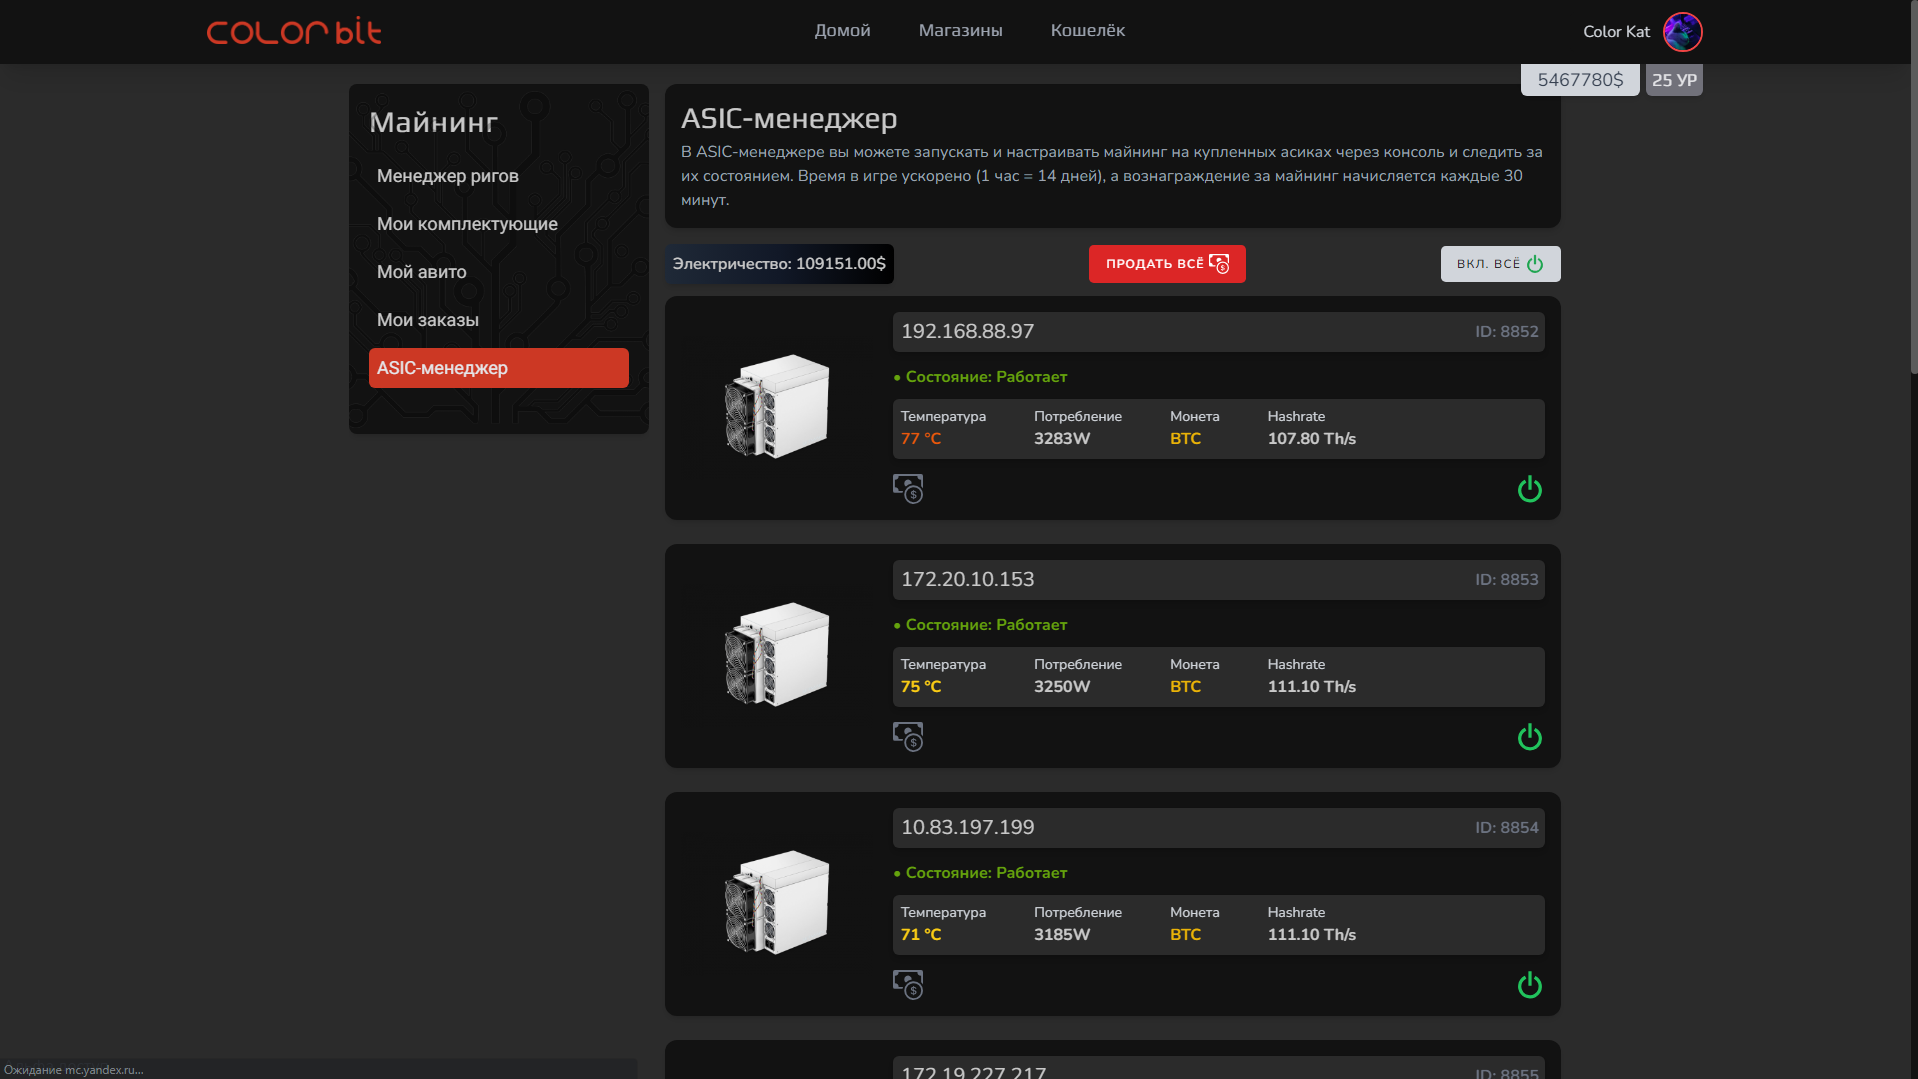 COLOR bit
Домой
Магазины
Кошелёк
Color Kat
5467780$
25 УР
Майнинг
Менеджер ригов
Мои комплектующие
Мой авито
Мои заказы
ASIC-менеджер
ASIC-менеджер
В ASIC-менеджере вы можете запускать и настраивать майнинг на купленных асиках через консоль и следить за
их состоянием. Время в игре ускорено (1 час = 14 дней), а вознаграждение за майнинг начисляется каждые 30
минут.
Электричество: 109151.00$
ПРОДАТЬ ВСЁ
ВКЛ. ВСЁ
192.168.88.97
ID: 8852
• Состояние: Работает
Температура Потребление Монета Hashrate
77 °C 3283W BTC 107.80 Th/s
172.20.10.153
ID: 8853
• Состояние: Работает
Температура Потребление Монета Hashrate
75 °C 3250W BTC 111.10 Th/s
10.83.197.199
ID: 8854
• Состояние: Работает
Температура Потребление Монета Hashrate
71 °C 3185W BTC 111.10 Th/s
172.19.227.217
ID: 8855
Ожидание mc.yandex.ru...